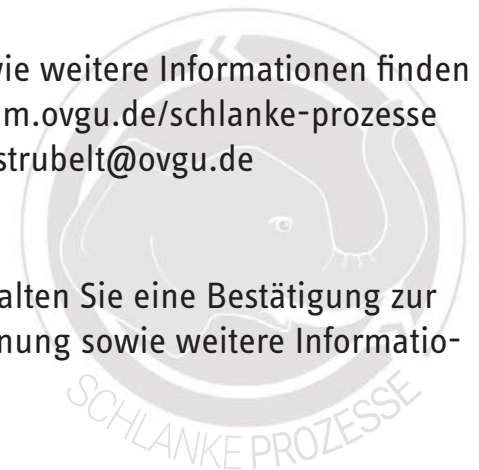 wie weitere Informationen finden
m.ovgu.de/schlanke-prozesse
strubelt@ovgu.de
alten Sie eine Bestätigung zur
nung sowie weitere Informatio-
SCHLANKE PROZESSE